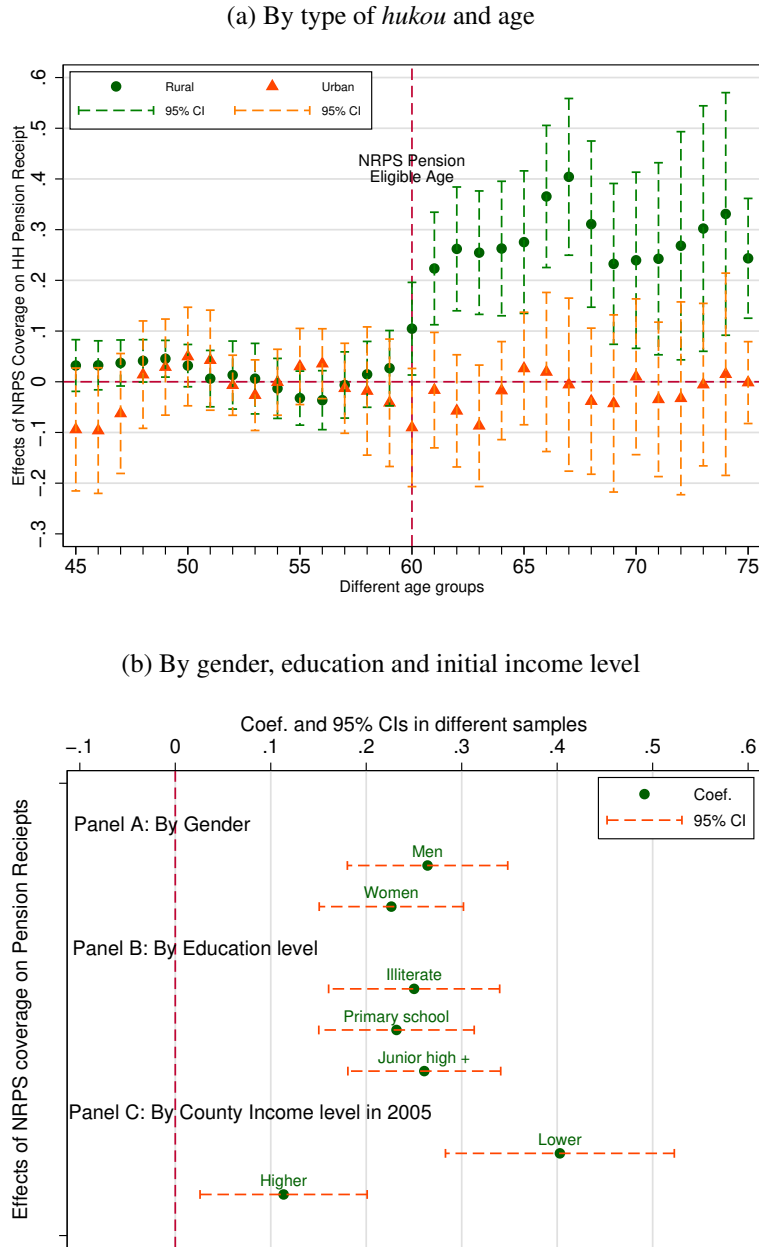 (a) By type of hukou and age
Rural
Urban
95% CI
95% CI
NRPS Pension
Eligible Age
Effects of NRPS Coverage on HH Pension Receipt
.6
.5
.4
.3
.2
.1
0
-.1
-.2
-.3
45 50 55 60 65 70 75
Different age groups
(b) By gender, education and initial income level
Coef. and 95% CIs in different samples
-.1 0 .1 .2 .3 .4 .5 .6
Coef.
95% CI
Effects of NRPS coverage on Pension Reciepts
Panel A: By Gender
Men
Women
Panel B: By Education level
Illiterate
Primary school
Junior high +
Panel C: By County Income level in 2005
Lower
Higher